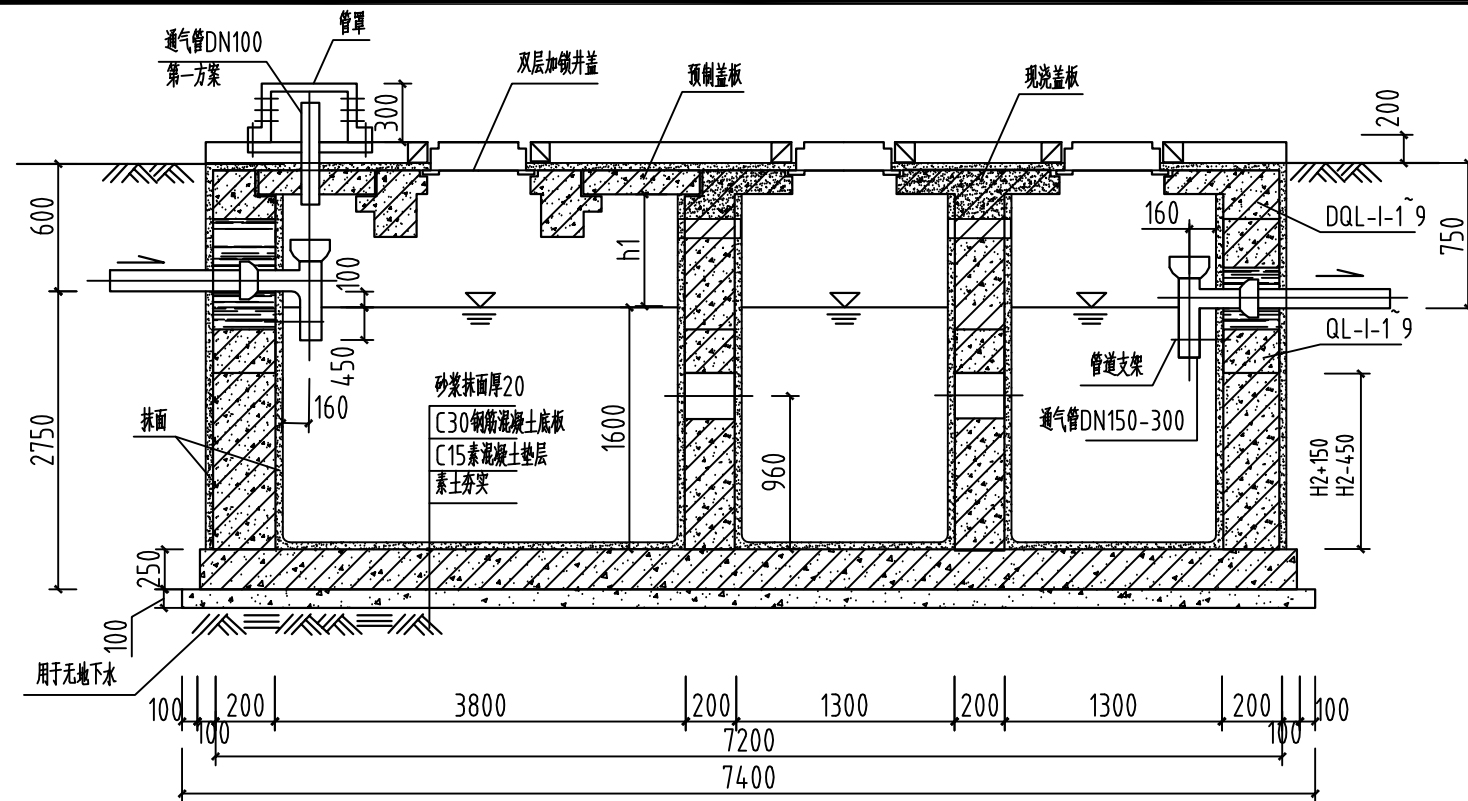 管罩
通气管DN100
第一方案
双层加锁井盖
预制盖板
现浇盖板
300
200
600
h1
160
DQL-I-1~9
750
100
450
160
QL-I-1~9
管道支架
通气管DN150-300
砂浆抹面厚20
C30钢筋混凝土底板
C15素混凝土垫层
素土夯实
抹面
2750
1600
960
H2+150
H2-450
250
100
用于无地下水
100
100
200
3800
200
1300
200
1300
200
100
100
7200
7400